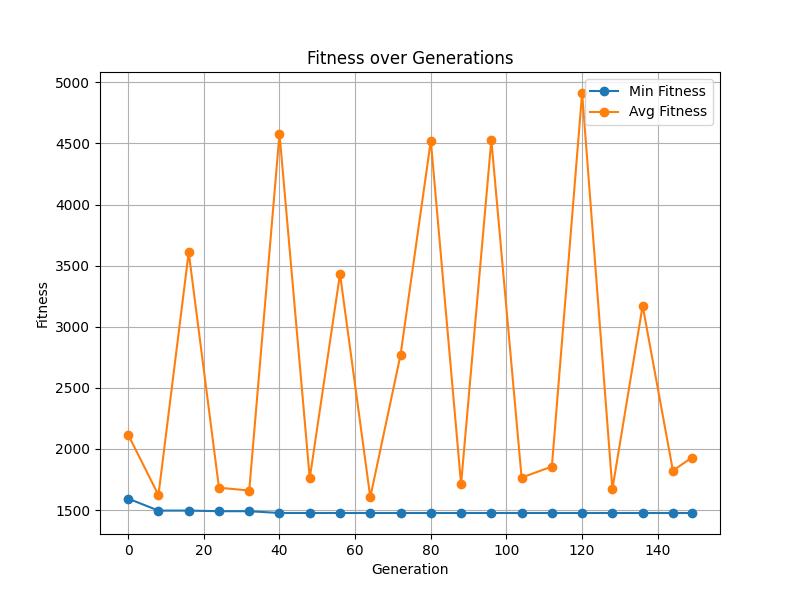 Fitness over Generations
Min Fitness
Avg Fitness
5000
4500
4000
3500
3000
2500
2000
1500
Fitness
0 20 40 60 80 100 120 140
Generation